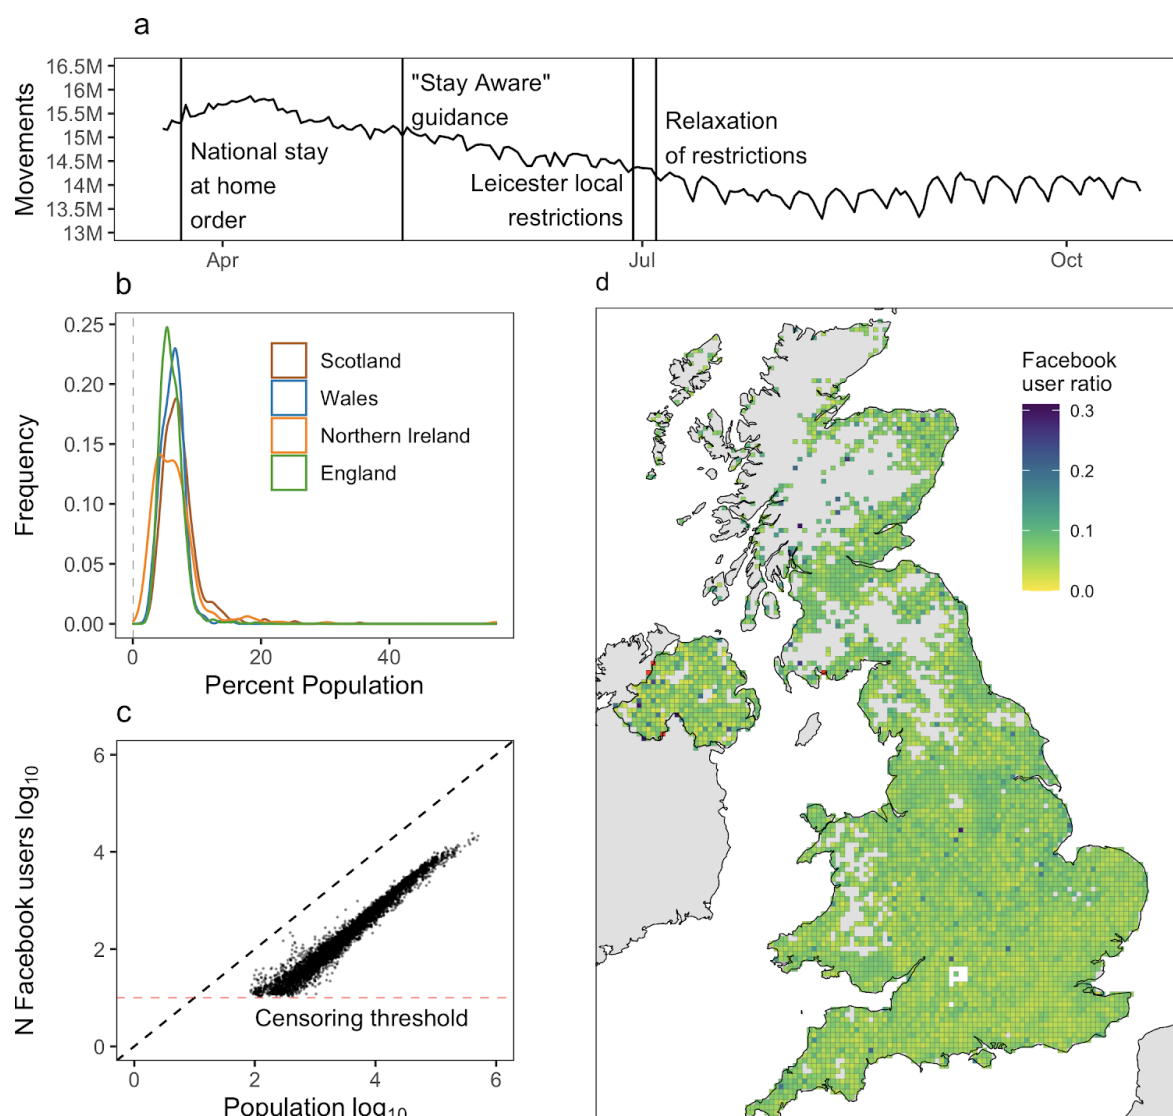 a
Movements
16.5M
16M
15.5M
15M
14.5M
14M
13.5M
13M
National stay
at home
order
"Stay Aware"
guidance
Leicester local
restrictions
Relaxation
of restrictions
Apr
Jul
Oct
b
Frequency
0.25
0.20
0.15
0.10
0.05
0.00
Scotland
Wales
Northern Ireland
England
0
20
40
Percent Population
c
N Facebook users log10
6
4
2
0
Censoring threshold
0
2
4
6
Population log10
d
Facebook
user ratio
0.3
0.2
0.1
0.0